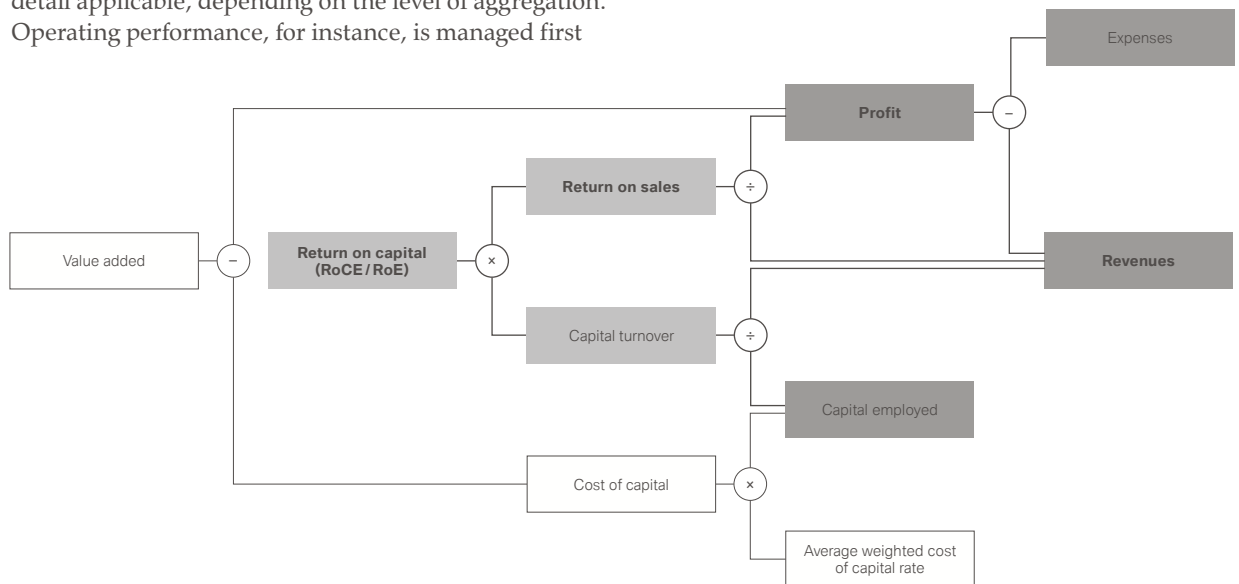 detail applicable, depending on the level of aggregation.
Operating performance, for instance, is managed first
Expenses
Profit
−
Return on sales
÷
Value added
−
Return on capital
(RoCE / RoE)
×
Revenues
Capital turnover
÷
Capital employed
Cost of capital
×
Average weighted cost
of capital rate